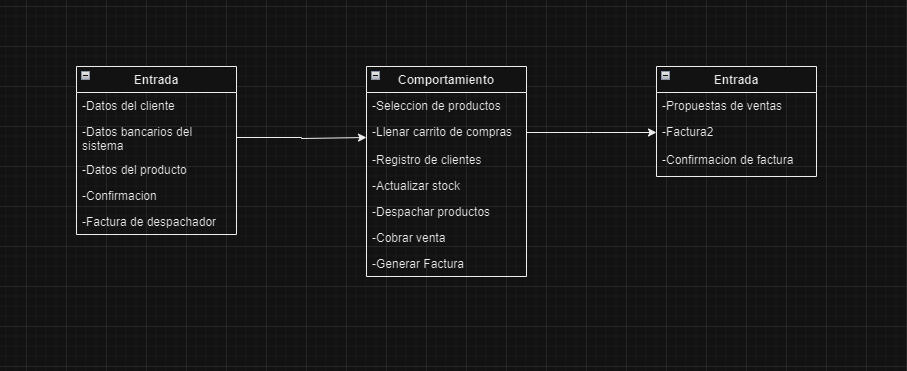 Entrada
-Datos del cliente
-Datos bancarios del
sistema
-Datos del producto
-Confirmacion
-Factura de despachador
Comportamiento
-Seleccion de productos
-Llenar carrito de compras
-Registro de clientes
-Actualizar stock
-Despachar productos
-Cobrar venta
-Generar Factura
Entrada
-Propuestas de ventas
-Factura2
-Confirmacion de factura